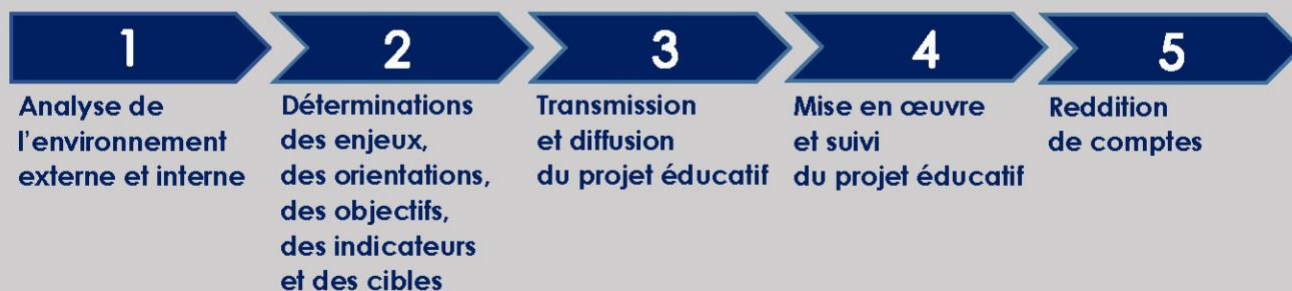 1
Analyse de
l'environnement
externe et interne
2
Déterminations
des enjeux,
des orientations,
des objectifs,
des indicateurs
et des cibles
3
Transmission
et diffusion
du projet éducatif
4
Mise en œuvre
et suivi
du projet éducatif
5
Reddition
de comptes